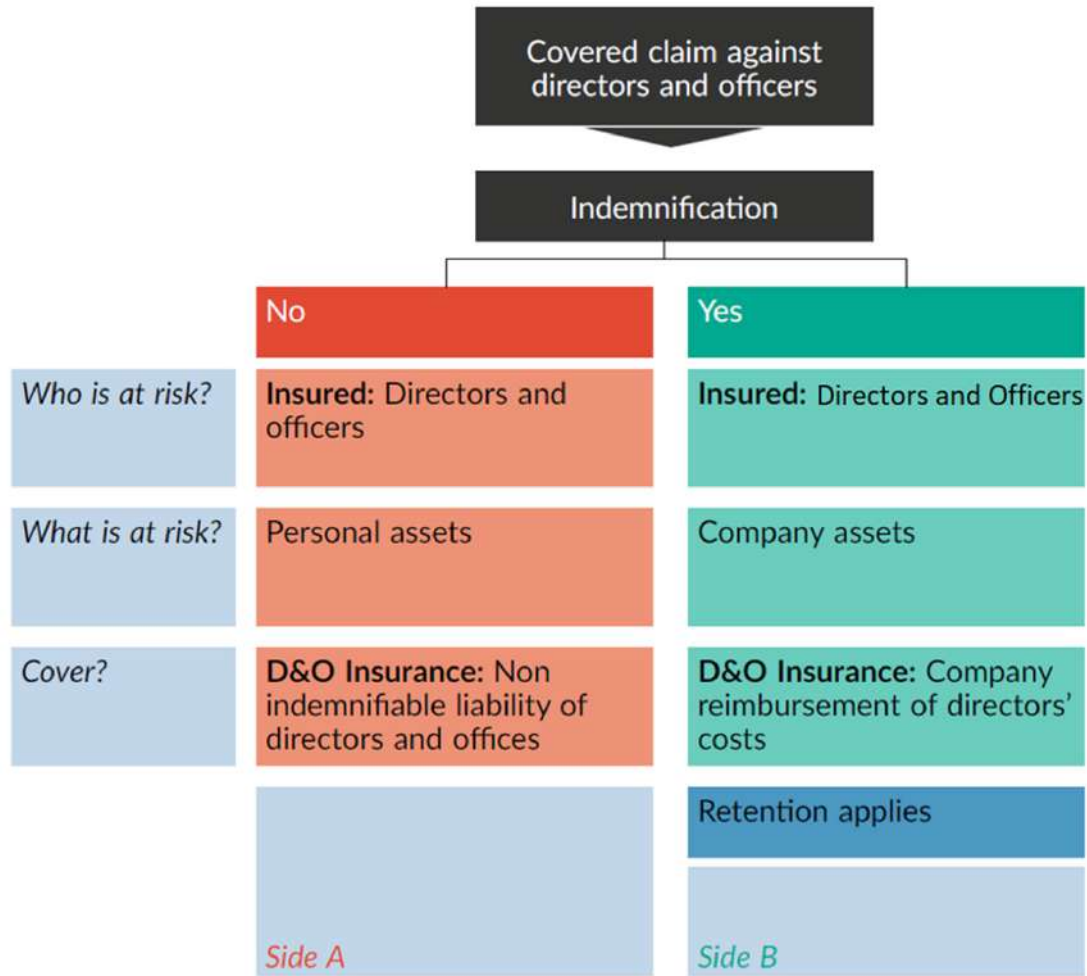 Covered claim against
directors and officers
Indemnification
No
Yes
Who is at risk?
Insured: Directors and
officers
Insured: Directors and Officers
What is at risk?
Personal assets
Company assets
Cover?
D&O Insurance: Non
indemnifiable liability of
directors and offices
D&O Insurance: Company
reimbursement of directors’
costs
Retention applies
Side A
Side B